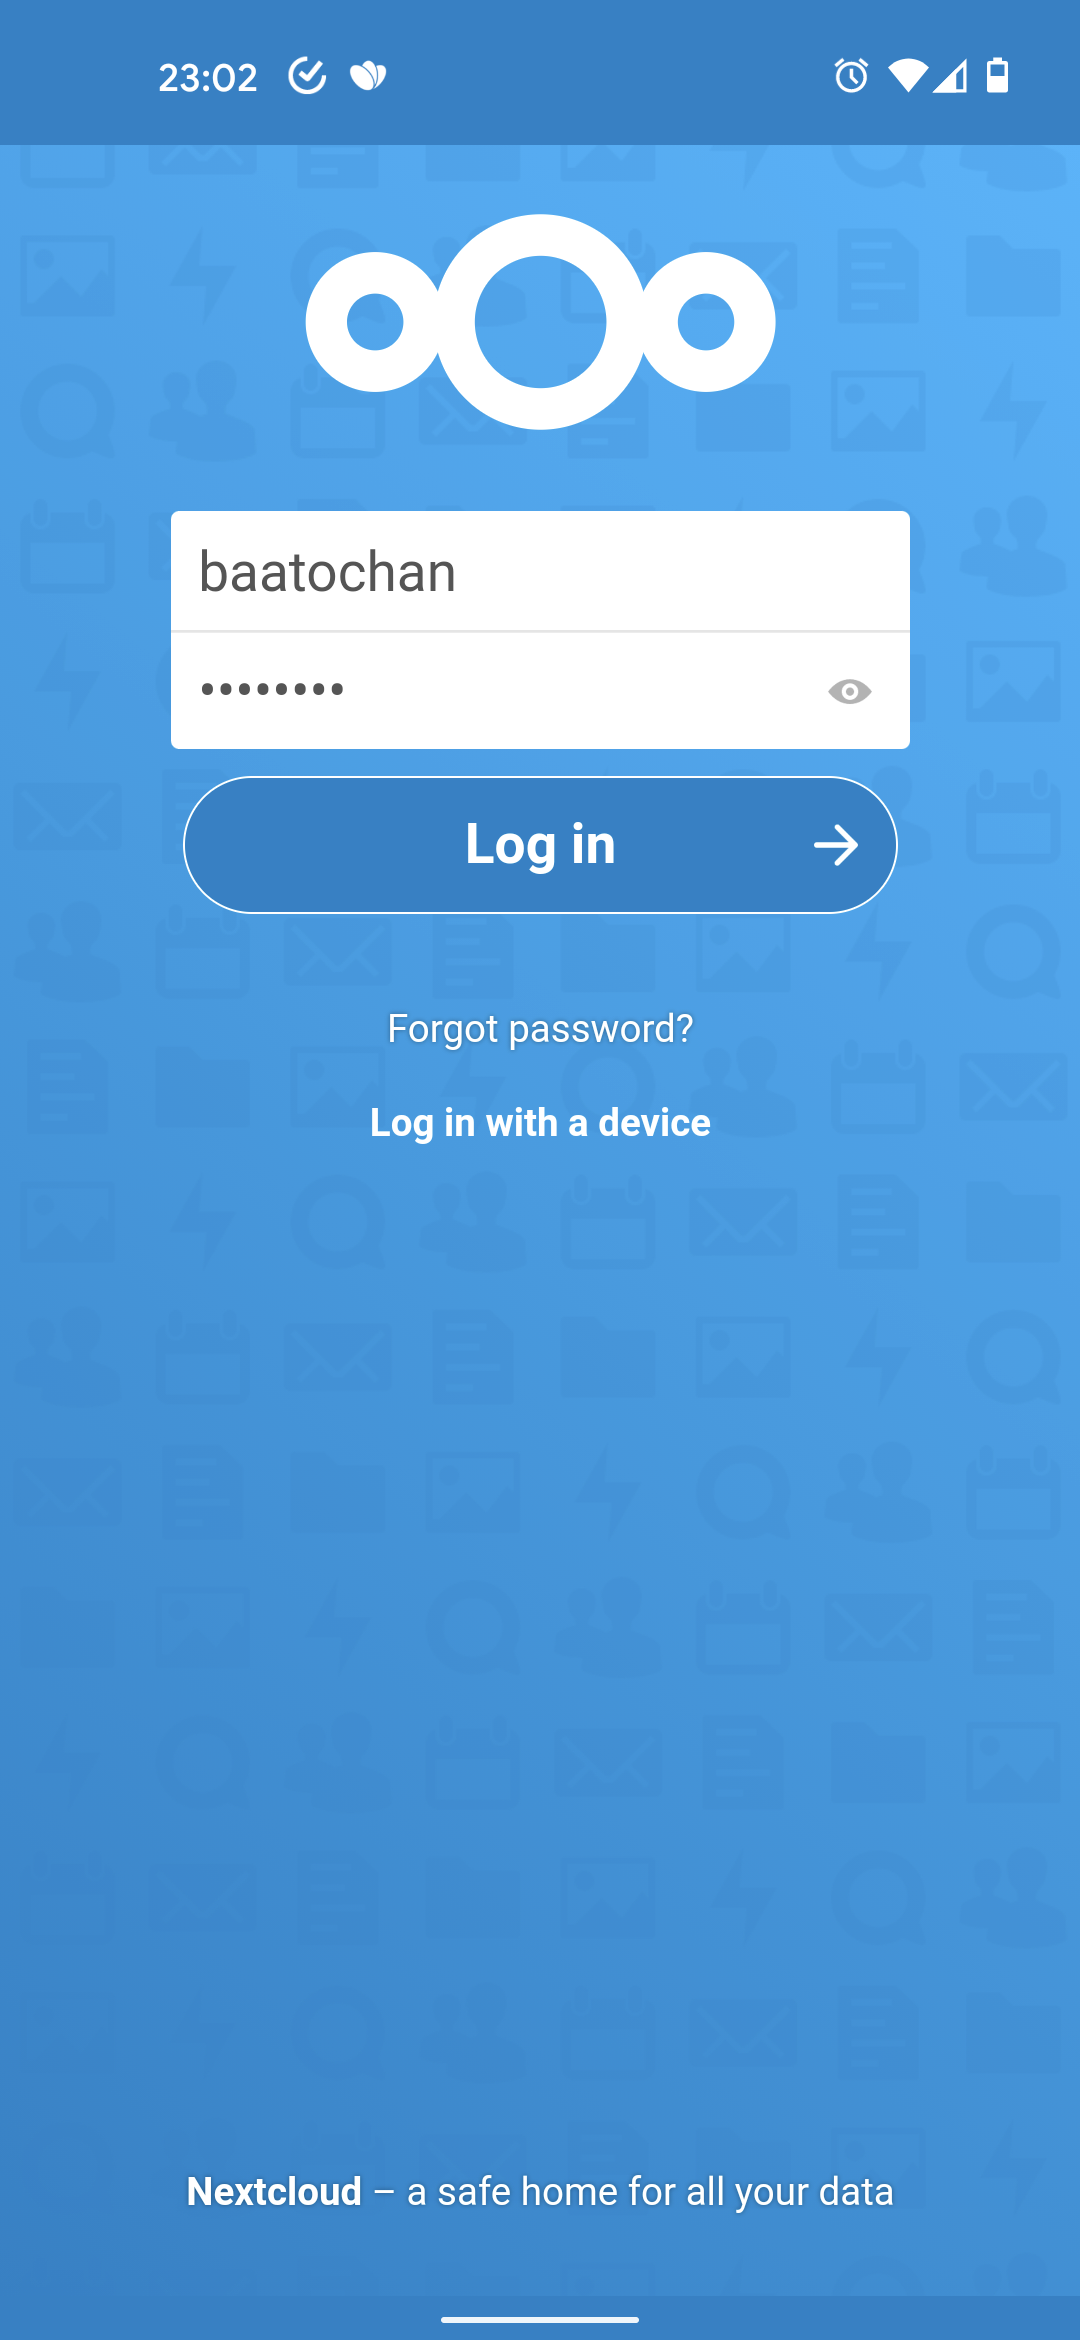 23:02
baatochan
••••••••
Log in
Forgot password?
Log in with a device
Nextcloud – a safe home for all your data